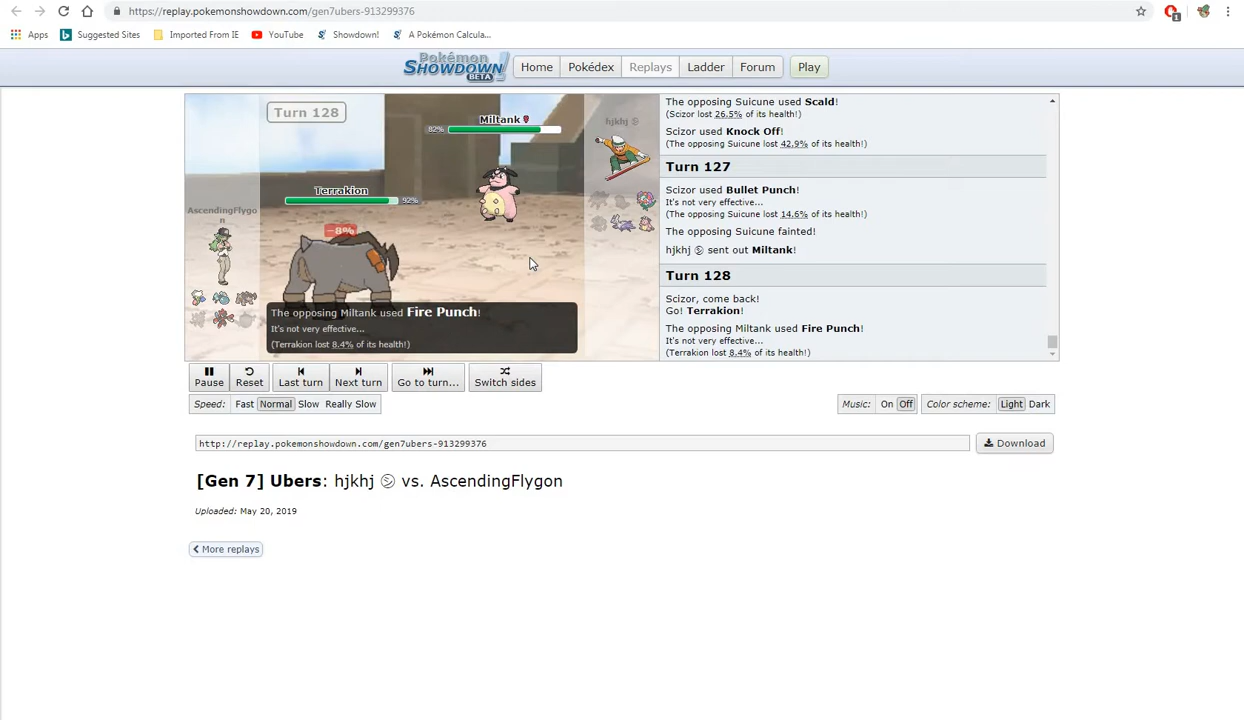 https://replay.pokemonshowdown.com/gen7ubers-913299376
Apps
Suggested Sites
Imported From IE
YouTube
Showdown!
A Pokémon Calcula...
Pokémon
SHOWDOWN!
BETA
Home
Pokédex
Replays
Ladder
Forum
Play
Turn 128
Miltank
82%
Terrakion
92%
−8%
AscendingFlygo
n
hjkhj ㋛
The opposing Miltank used Fire Punch!
It's not very effective...
(Terrakion lost 8.4% of its health!)
The opposing Suicune used Scald!
(Scizor lost 26.5% of its health!)
Scizor used Knock Off!
(The opposing Suicune lost 42.9% of its health!)
Turn 127
Scizor used Bullet Punch!
It's not very effective...
(The opposing Suicune lost 14.6% of its health!)
The opposing Suicune fainted!
hjkhj ㋛ sent out Miltank!
Turn 128
Scizor, come back!
Go! Terrakion!
The opposing Miltank used Fire Punch!
It's not very effective...
(Terrakion lost 8.4% of its health!)
Pause
Reset
Last turn
Next turn
Go to turn...
Switch sides
Speed: Fast Normal Slow Really Slow
Music: On Off
Color scheme: Light Dark
http://replay.pokemonshowdown.com/gen7ubers-913299376
Download
[Gen 7] Ubers: hjkhj ㋛ vs. AscendingFlygon
Uploaded: May 20, 2019
More replays
1